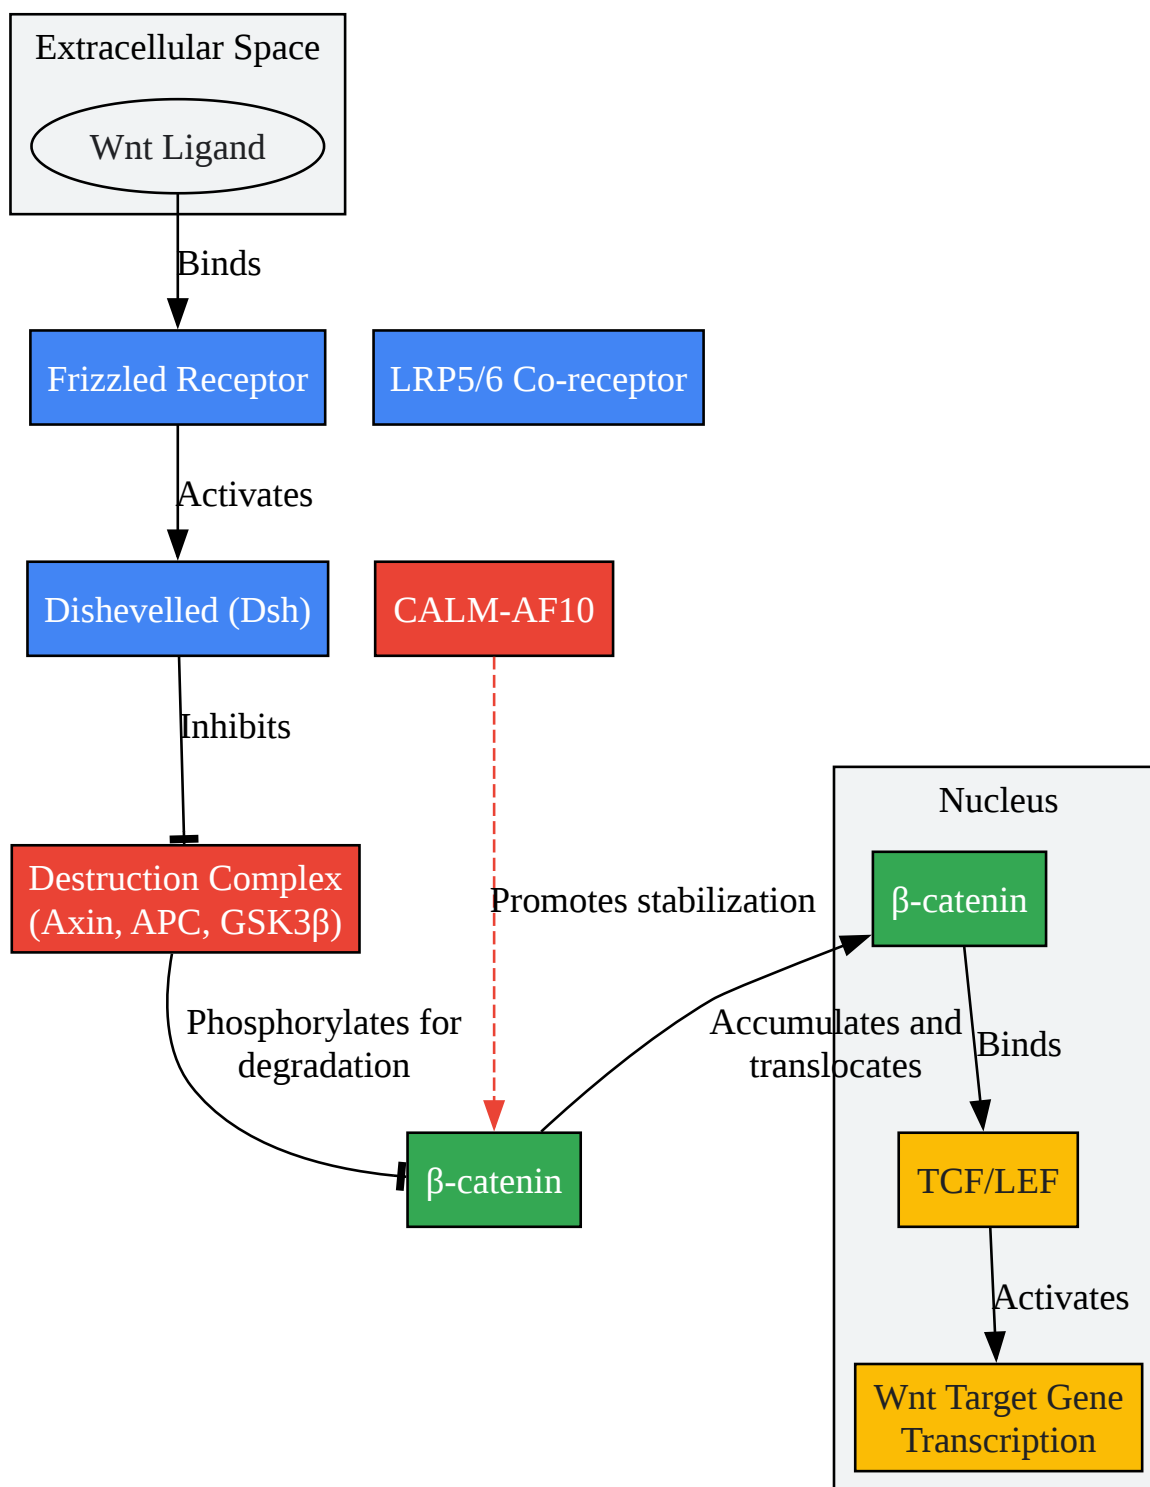 Extracellular Space
Wnt Ligand
Binds
Frizzled Receptor
LRP5/6 Co-receptor
Activates
Dishevelled (Dsh)
CALM-AF10
Inhibits
Nucleus
Destruction Complex
(Axin, APC, GSK3β)
Promotes stabilization
β-catenin
Phosphorylates for
degradation
Accumulates and
translocates
Binds
β-catenin
TCF/LEF
Activates
Wnt Target Gene
Transcription